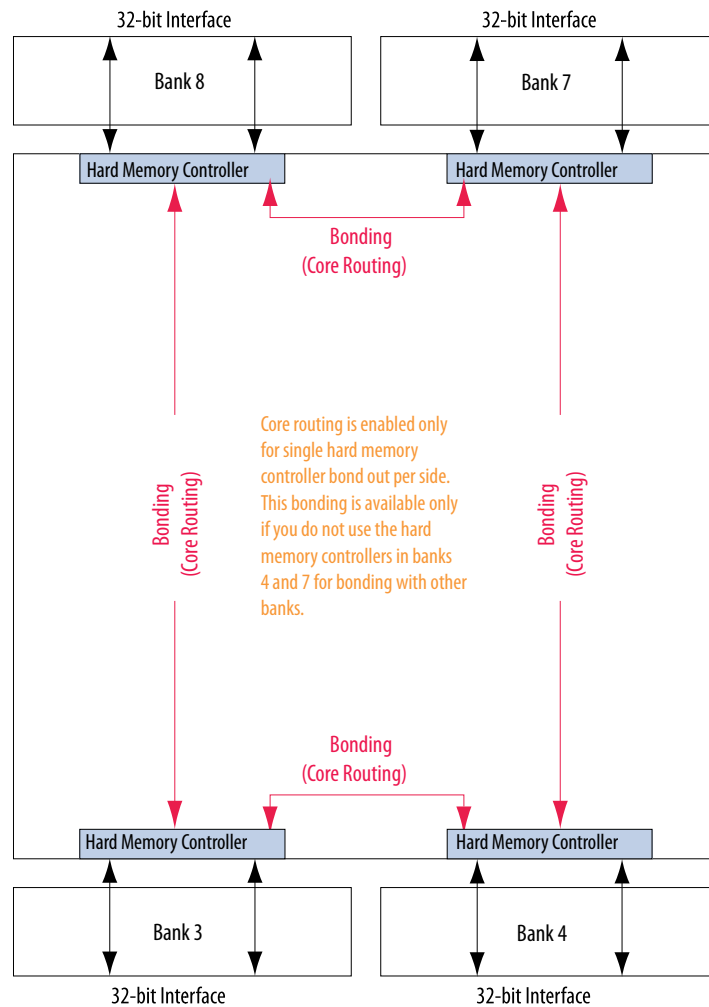 32-bit Interface
32-bit Interface
Bank 8
Bank 7
Hard Memory Controller
Hard Memory Controller
Bonding
(Core Routing)
Core routing is enabled only
for single hard memory
controller bond out per side.
This bonding is available only
if you do not use the hard
memory controllers in banks
4 and 7 for bonding with other
banks.
Bonding
(Core Routing)
Bonding
(Core Routing)
Bonding
(Core Routing)
Hard Memory Controller
Hard Memory Controller
Bank 3
Bank 4
32-bit Interface
32-bit Interface